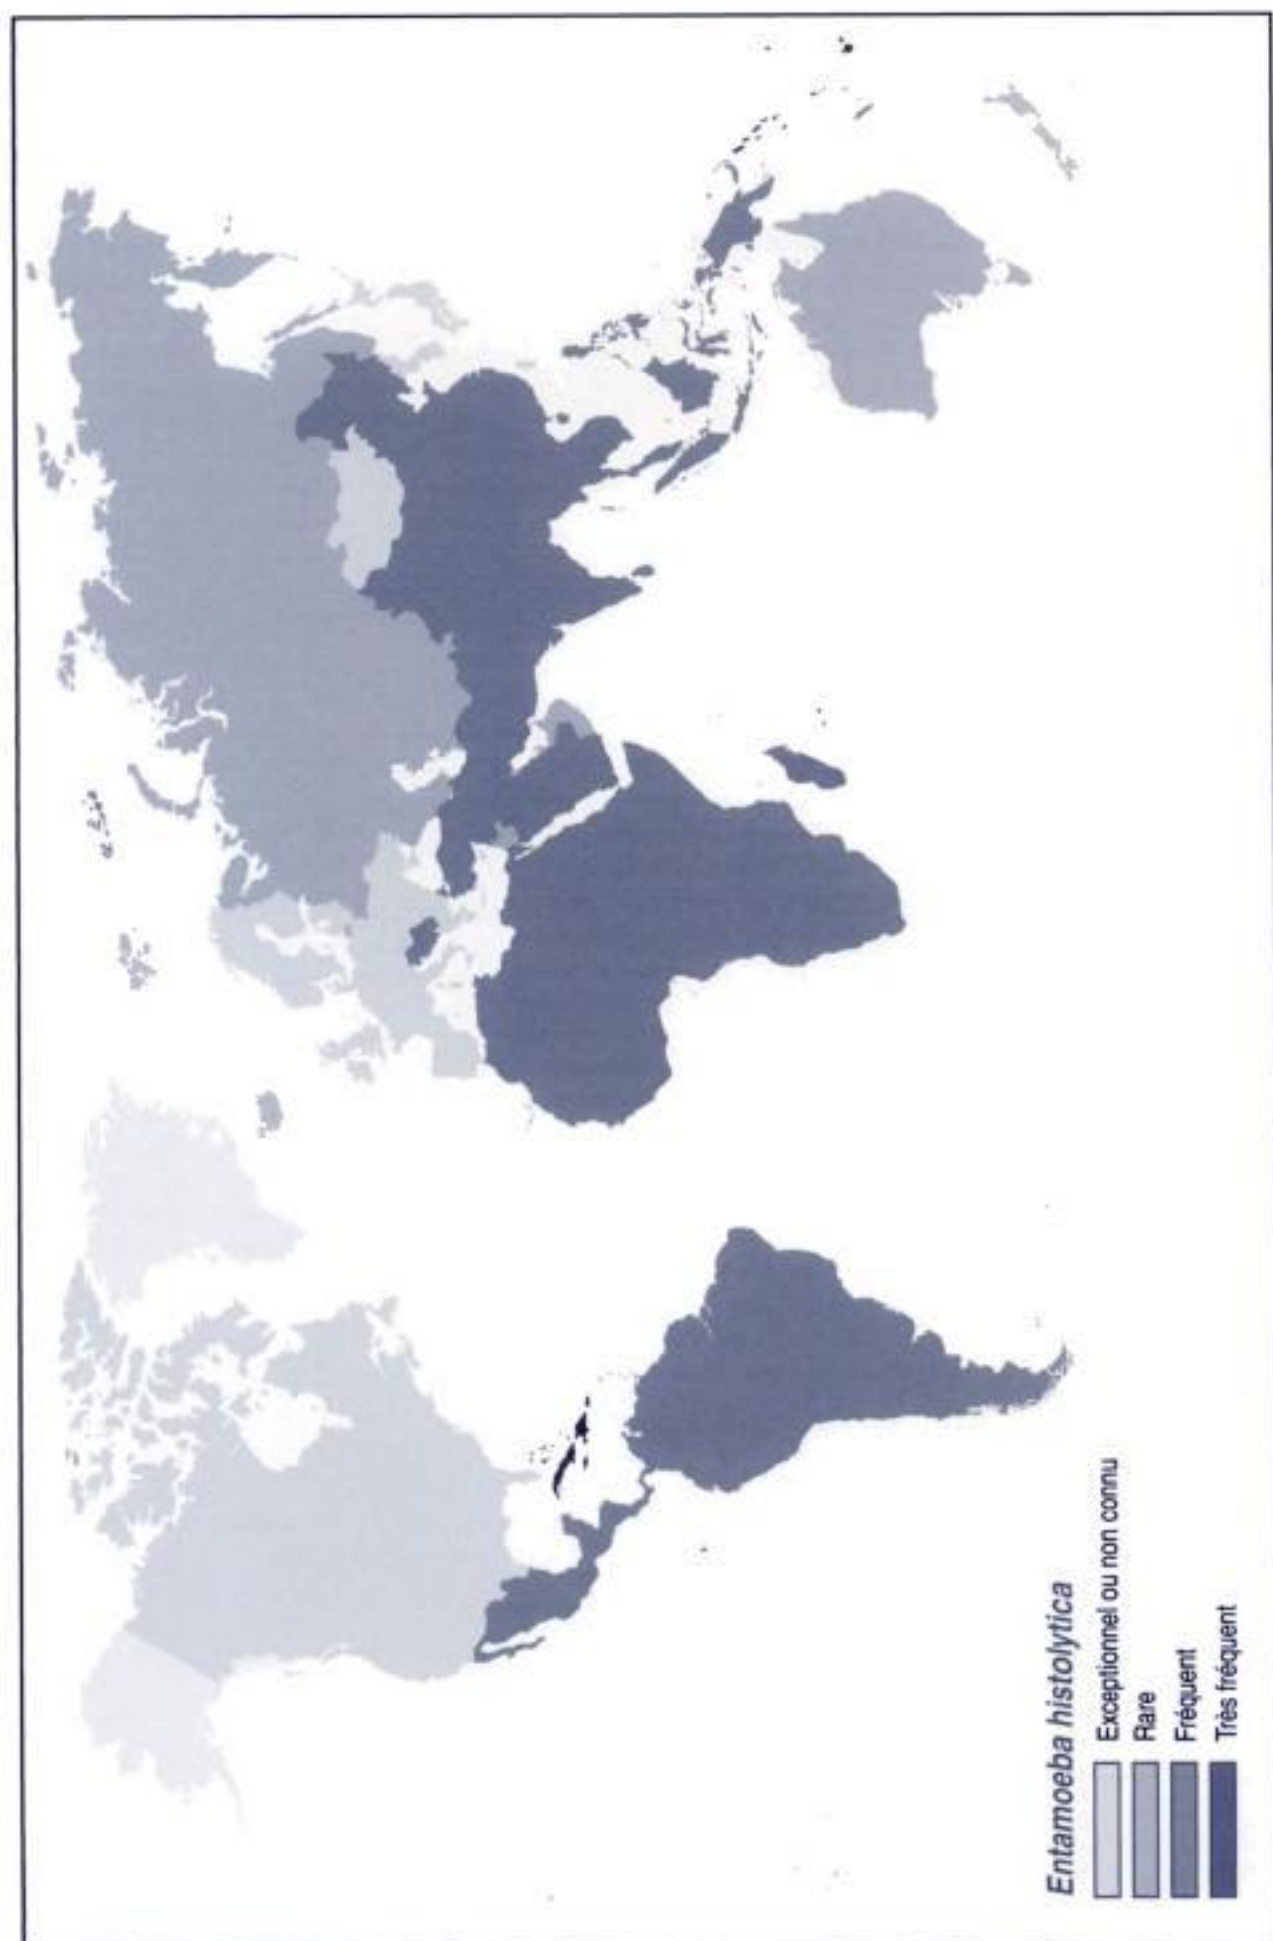 Entamoeba histolytica
Exceptionnel ou non connu
Rare
Fréquent
Très fréquent